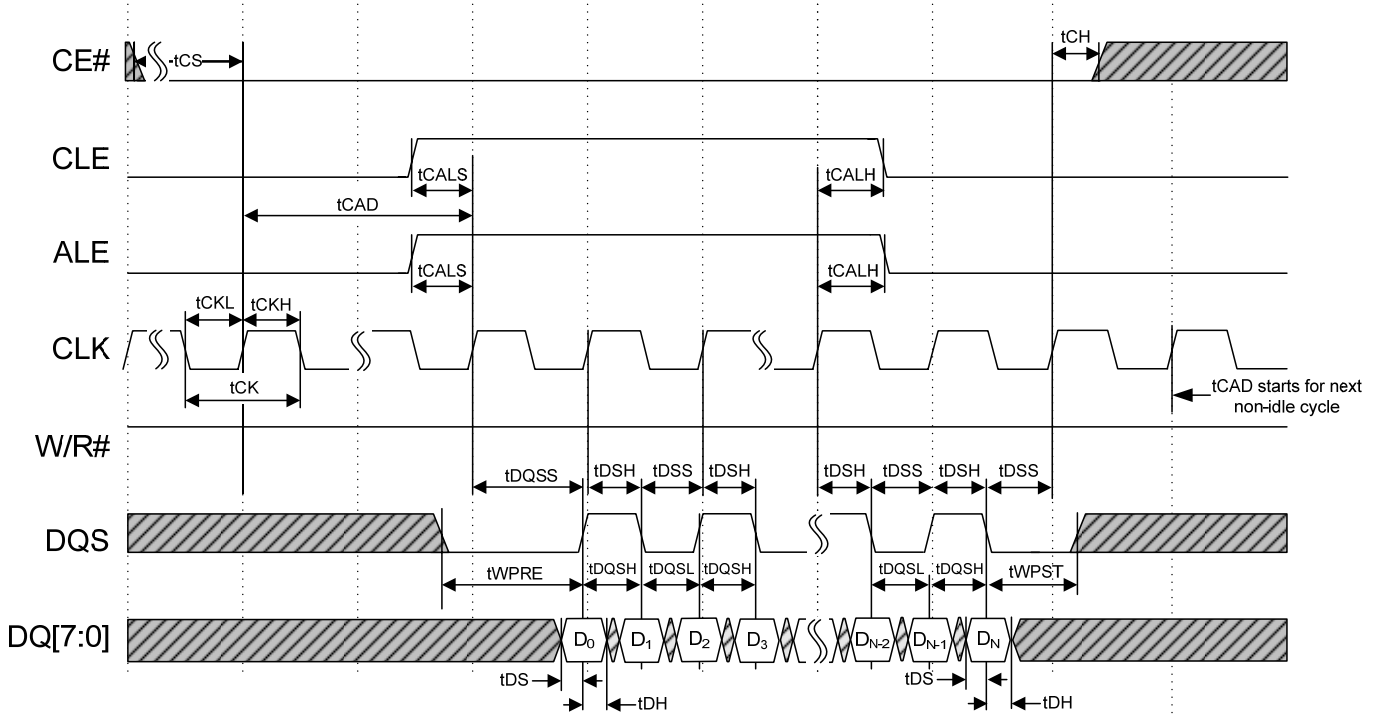 tCH
CE#
tCS
CLE
tCALS
tCALH
tCAD
ALE
tCALS
tCALH
tCKL
tCKH
CLK
tCK
tCAD starts for next
non-idle cycle
W/R#
tDQSS
tDSH
tDSS
tDSH
tDSH
tDSS
tDSH
tDSS
DQS
tWPRE
tDQSH
tDQSL
tDQSH
tDQSL
tDQSH
tWPST
DQ[7:0]
D0
D1
D2
D3
DN-2
DN-1
DN
tDS
tDH
tDS
tDH